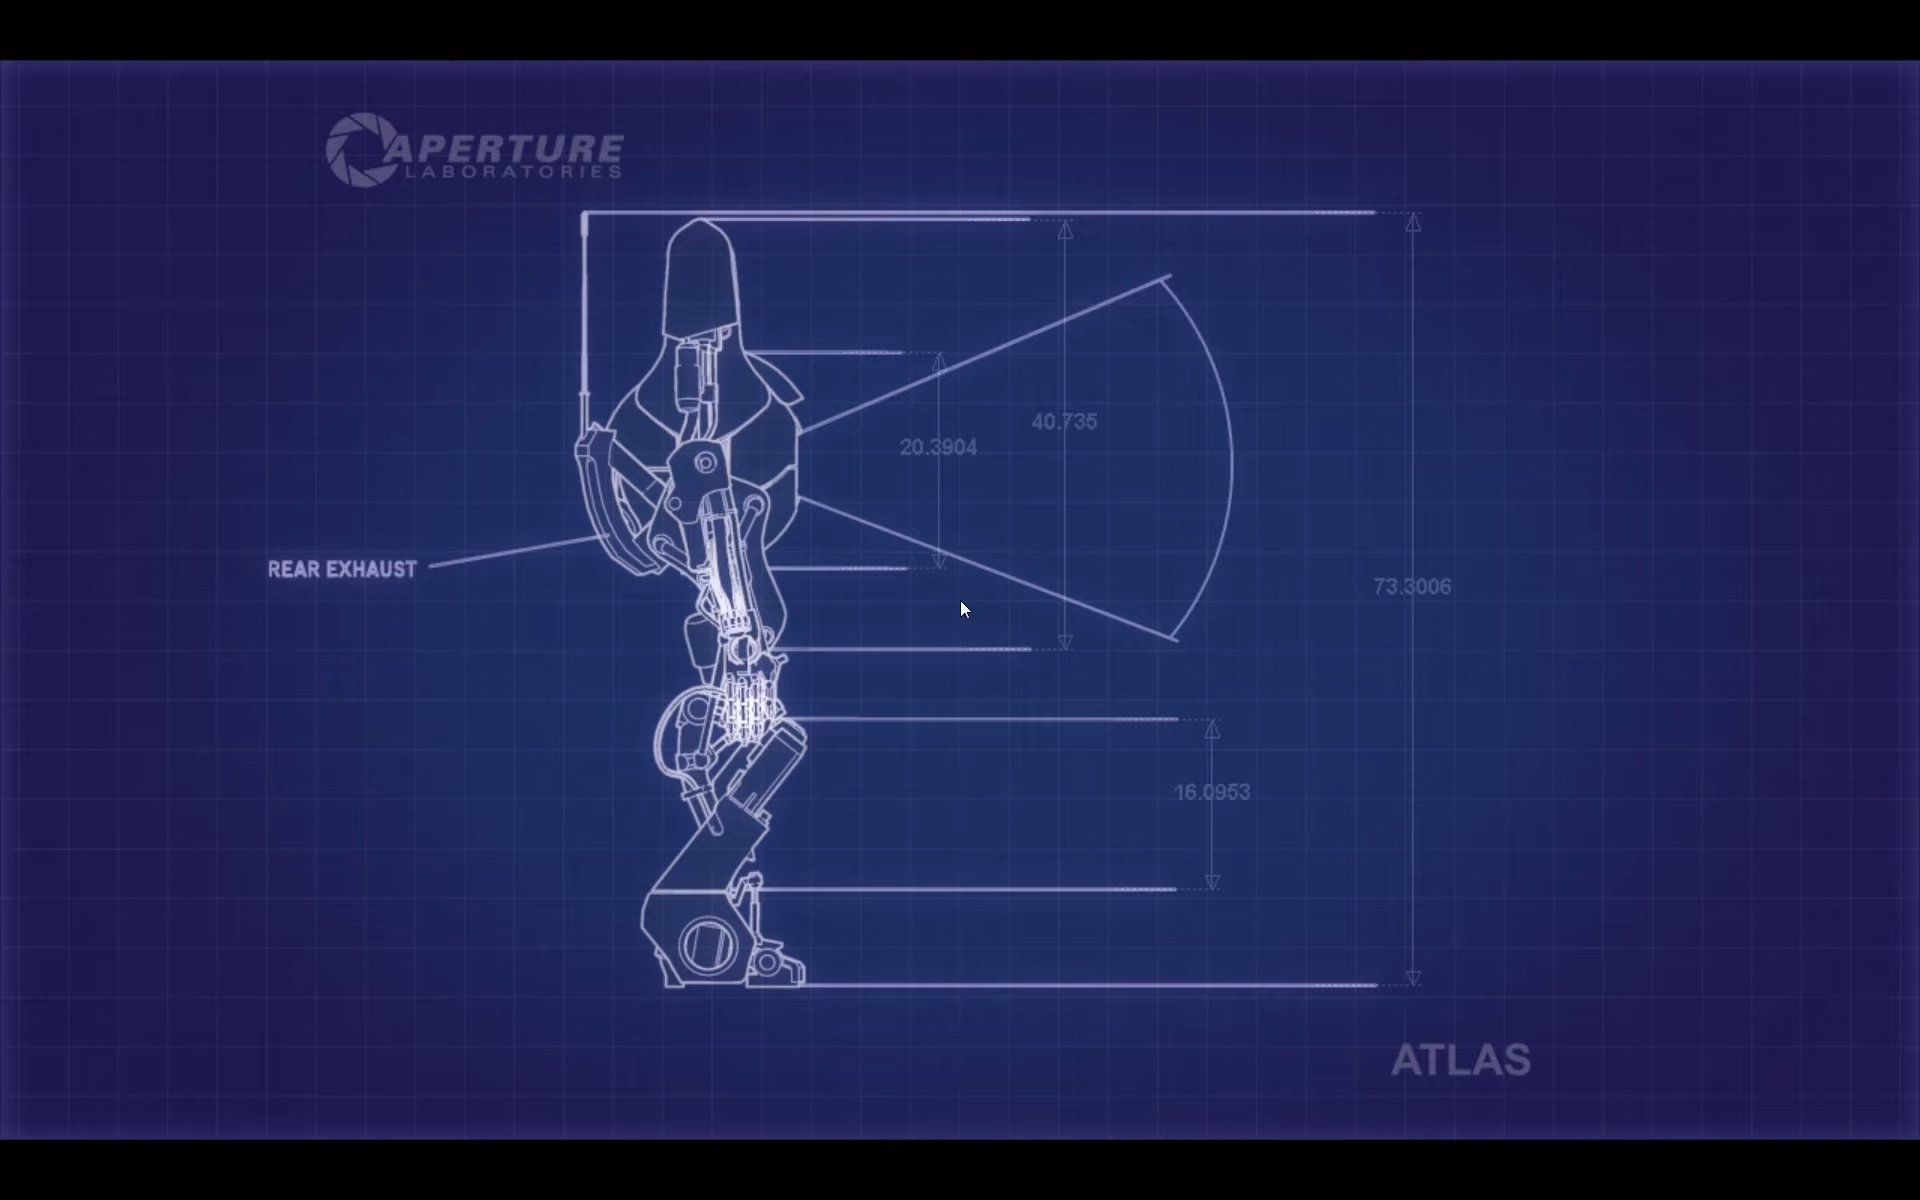 APERTURE
LABORATORIES
40.735
20.3904
REAR EXHAUST
73.3006
16.0953
ATLAS